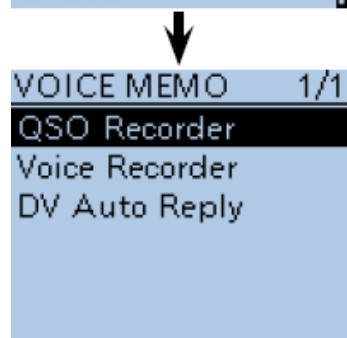 VOICE MEMO 1/1
QSO Recorder
Voice Recorder
DV Auto Reply